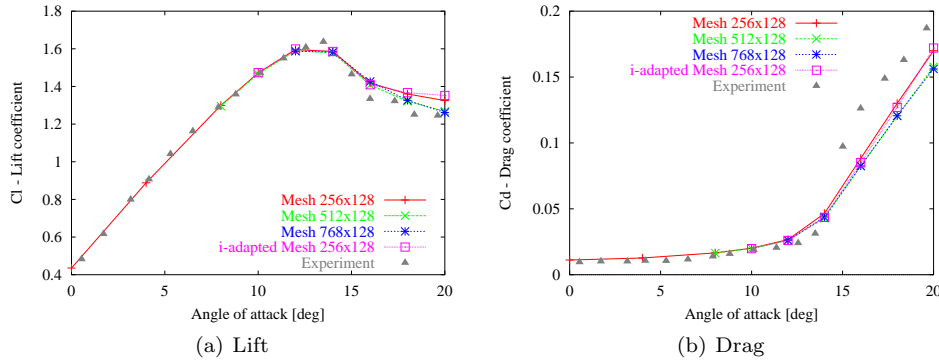 1.8
1.6
1.4
1.2
1
0.8
0.6
0.4
0
5
10
15
20
Cl - Lift coefficient
Angle of attack [deg]
Mesh 256x128
Mesh 512x128
Mesh 768x128
i-adapted Mesh 256x128
Experiment
(a) Lift
0.2
0.15
0.1
0.05
0
0
5
10
15
20
Cd - Drag coefficient
Angle of attack [deg]
Mesh 256x128
Mesh 512x128
Mesh 768x128
i-adapted Mesh 256x128
Experiment
(b) Drag